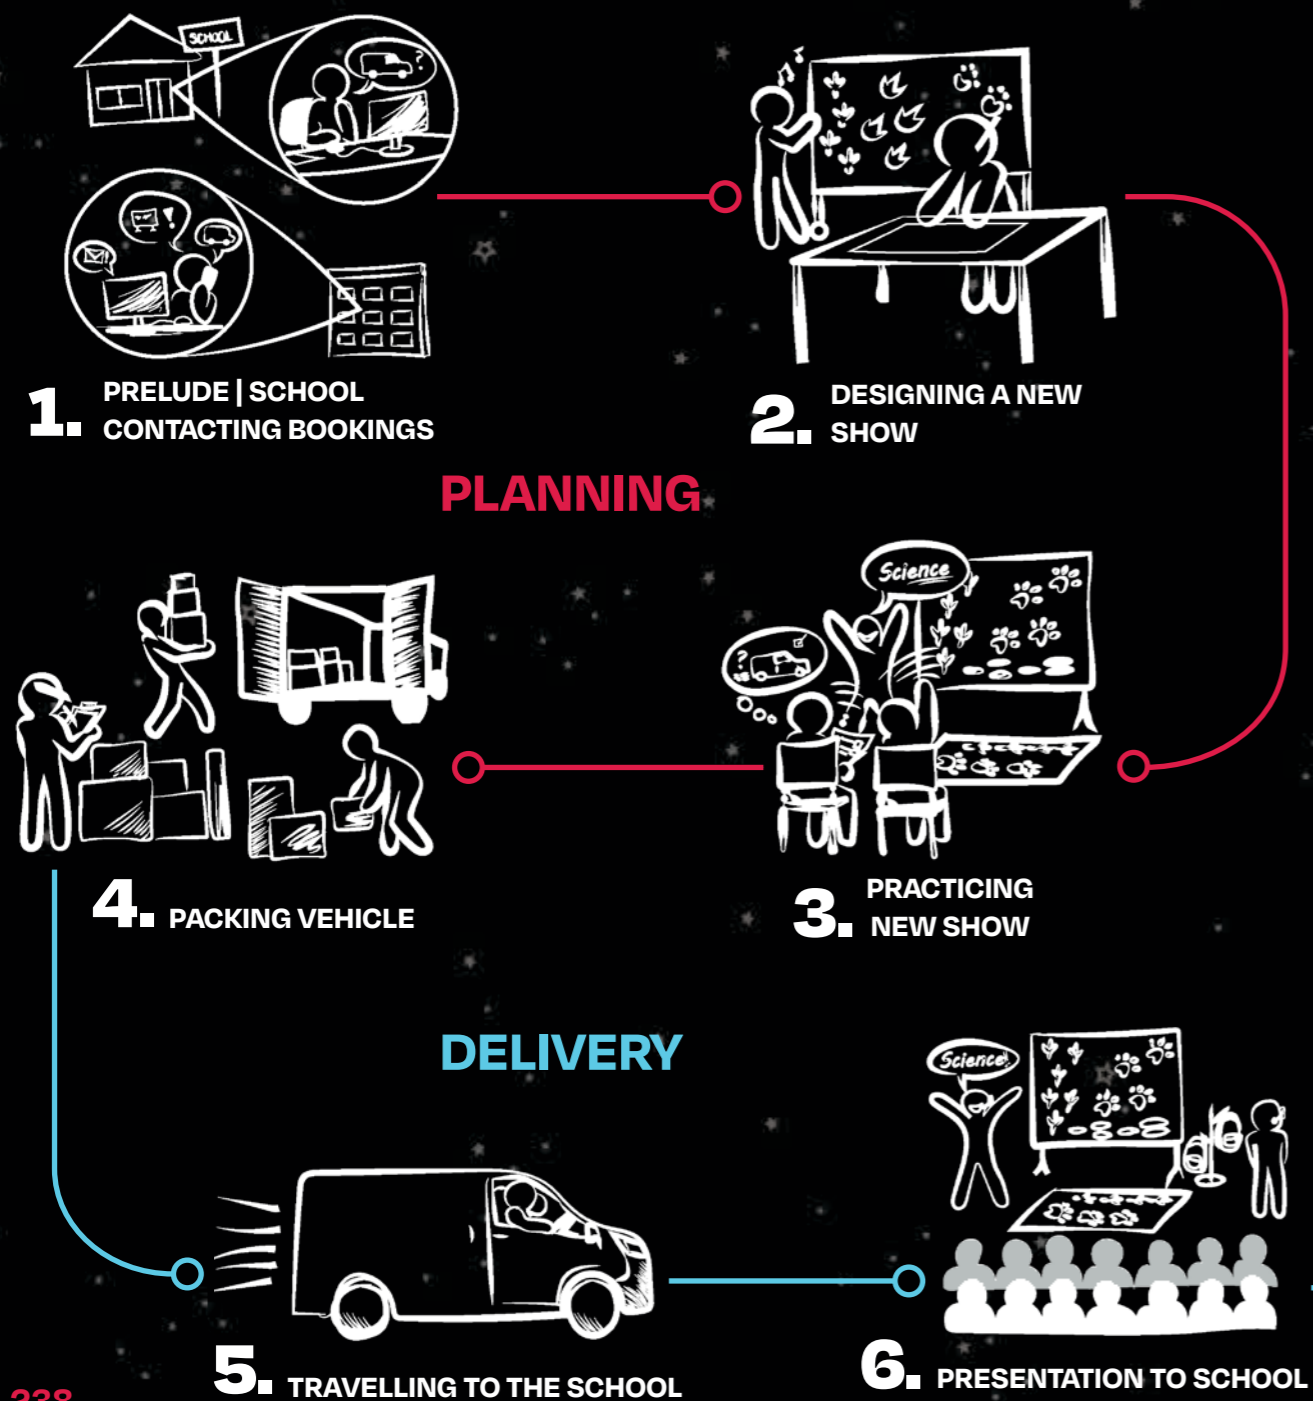 SCHOOL
?
!
1. PRELUDE | SCHOOL
CONTACTING BOOKINGS
2. DESIGNING A NEW
SHOW
PLANNING
Science
?
3. PRACTICING
NEW SHOW
4. PACKING VEHICLE
DELIVERY
Science!
5. TRAVELLING TO THE SCHOOL
6. PRESENTATION TO SCHOOL
238